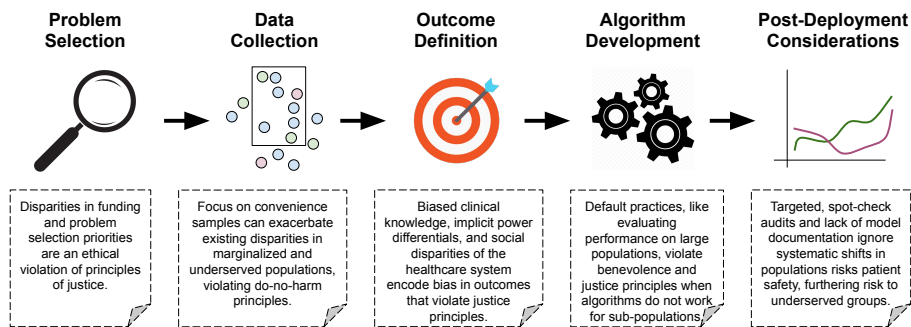 Problem
Selection
Data
Collection
Outcome
Definition
Algorithm
Development
Post-Deployment
Considerations
Disparities in funding
and problem
selection priorities
are an ethical
violation of principles
of justice.
Focus on convenience
samples can exacerbate
existing disparities in
marginalized and
underserved populations,
violating do-no-harm
principles.
Biased clinical
knowledge, implicit power
differentials, and social
disparities of the
healthcare system
encode bias in outcomes
that violate justice
principles.
Default practices, like
evaluating
performance on large
populations, violate
benevolence and
justice principles when
algorithms do not work
for sub-populations.
Targeted, spot-check
audits and lack of model
documentation ignore
systematic shifts in
populations risks patient
safety, furthering risk to
underserved groups.